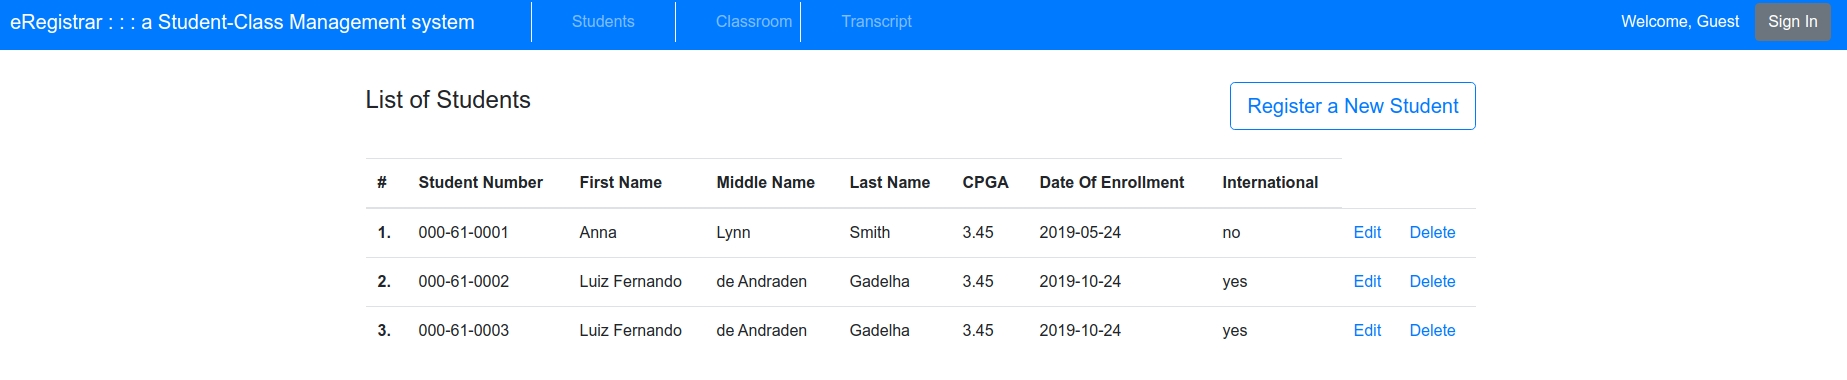 eRegistrar : : : a Student-Class Management system Students Classroom Transcript Welcome, Guest Sign In
List of Students Register a New Student
# Student Number First Name Middle Name Last Name CPGA Date Of Enrollment International
1. 000-61-0001 Anna Lynn Smith 3.45 2019-05-24 no Edit Delete
2. 000-61-0002 Luiz Fernando de Andraden Gadelha 3.45 2019-10-24 yes Edit Delete
3. 000-61-0003 Luiz Fernando de Andraden Gadelha 3.45 2019-10-24 yes Edit Delete